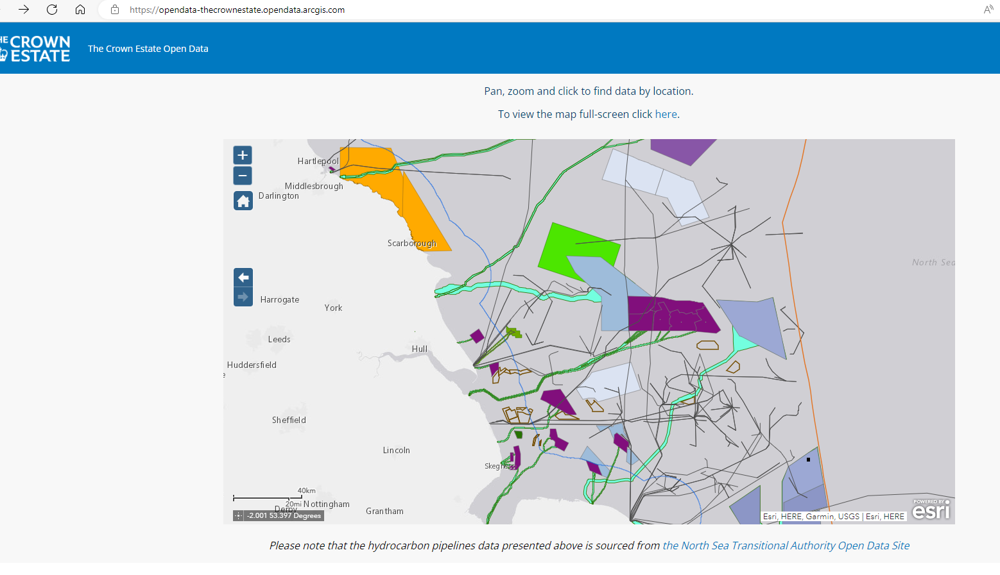 https://opendata-thecrownestate.opendata.arcgis.com
A
THE CROWN
ESTATE
The Crown Estate Open Data
Pan, zoom and click to find data by location.
To view the map full-screen click here.
+
−
Hartlepool
Middlesbrough
Darlington
Scarborough
North Sea
Harrogate
York
Leeds
Hull
Huddersfield
e
Sheffield
Lincoln
Skegness
40km
20mi
Nottingham
Derby
Grantham
-2.001 53.397 Degrees
POWERED BY
esri
Esri, HERE, Garmin, USGS | Esri, HERE
Please note that the hydrocarbon pipelines data presented above is sourced from the North Sea Transitional Authority Open Data Site